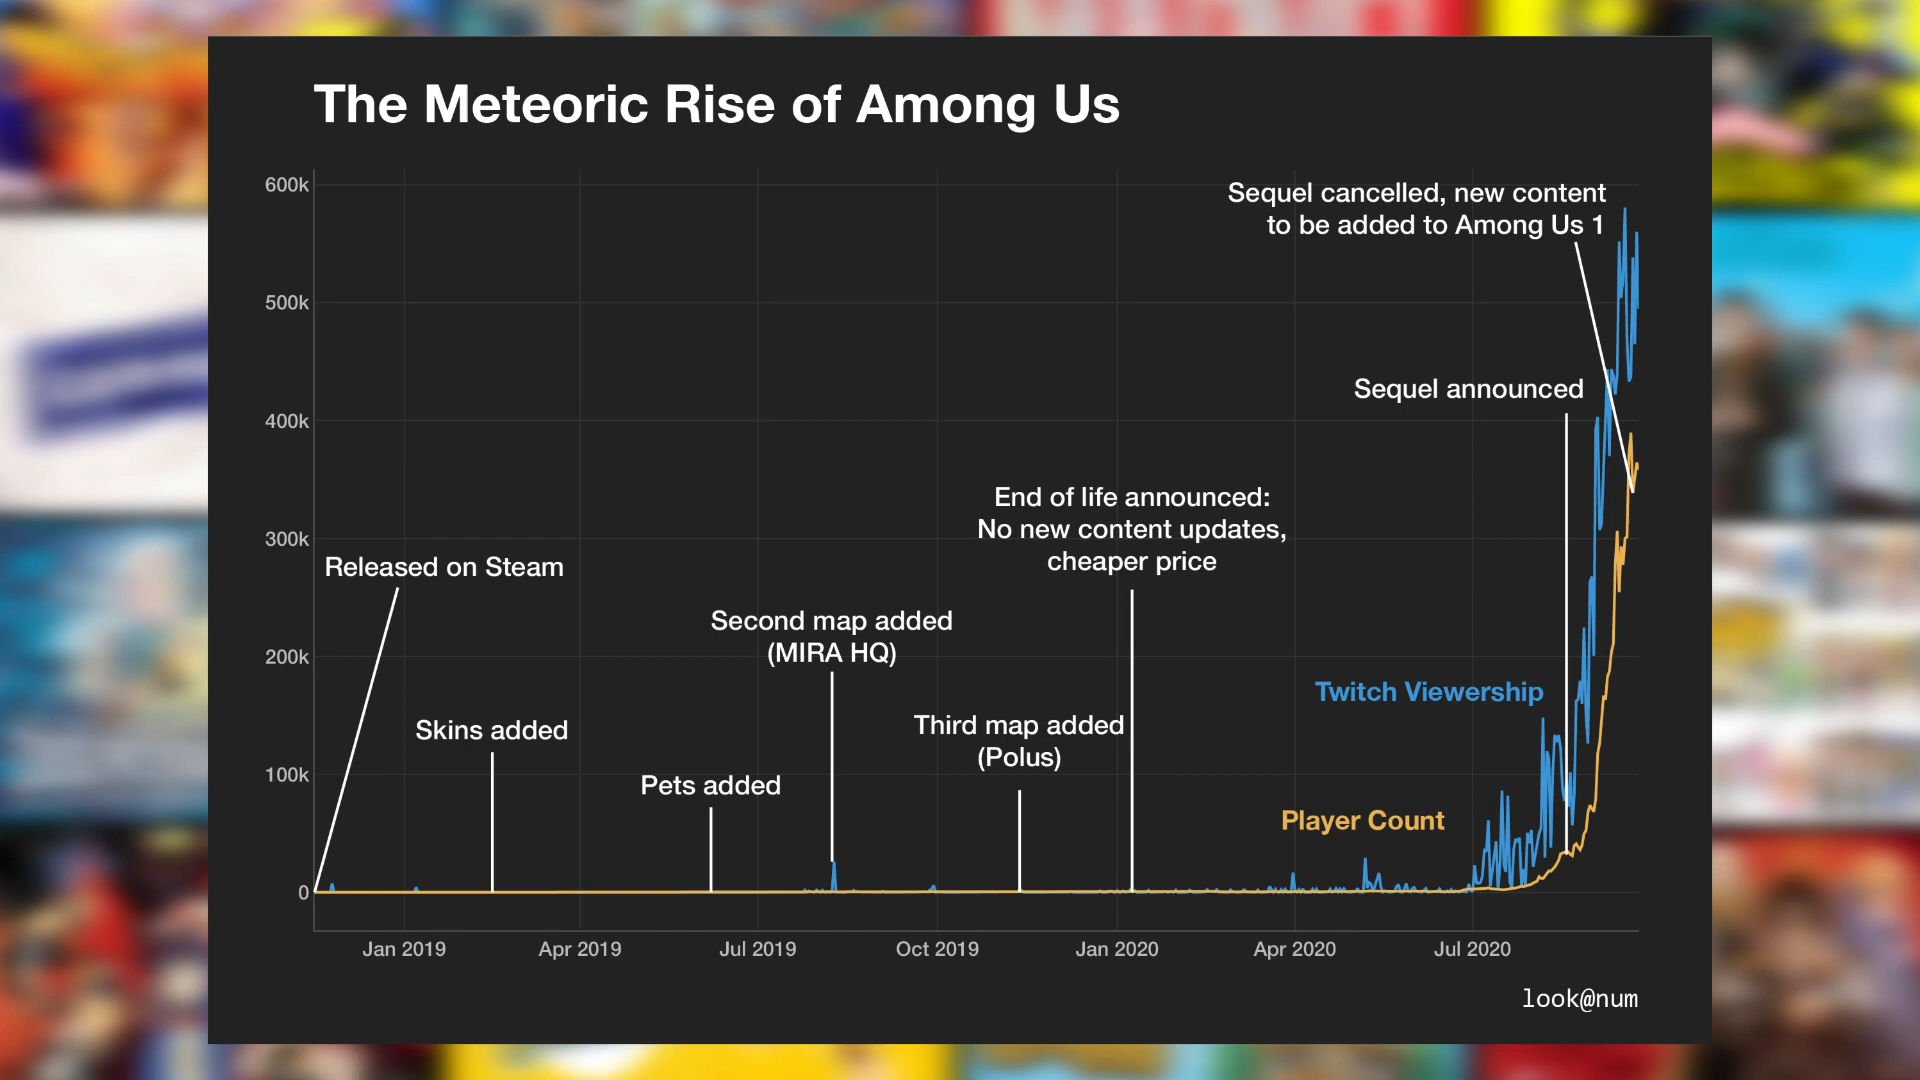 The Meteoric Rise of Among Us
600k
500k
400k
300k
200k
100k
0
Sequel cancelled, new content
to be added to Among Us 1
Sequel announced
End of life announced:
No new content updates,
cheaper price
Released on Steam
Second map added
(MIRA HQ)
Skins added
Third map added
(Polus)
Pets added
Twitch Viewership
Player Count
Jan 2019
Apr 2019
Jul 2019
Oct 2019
Jan 2020
Apr 2020
Jul 2020
look@num